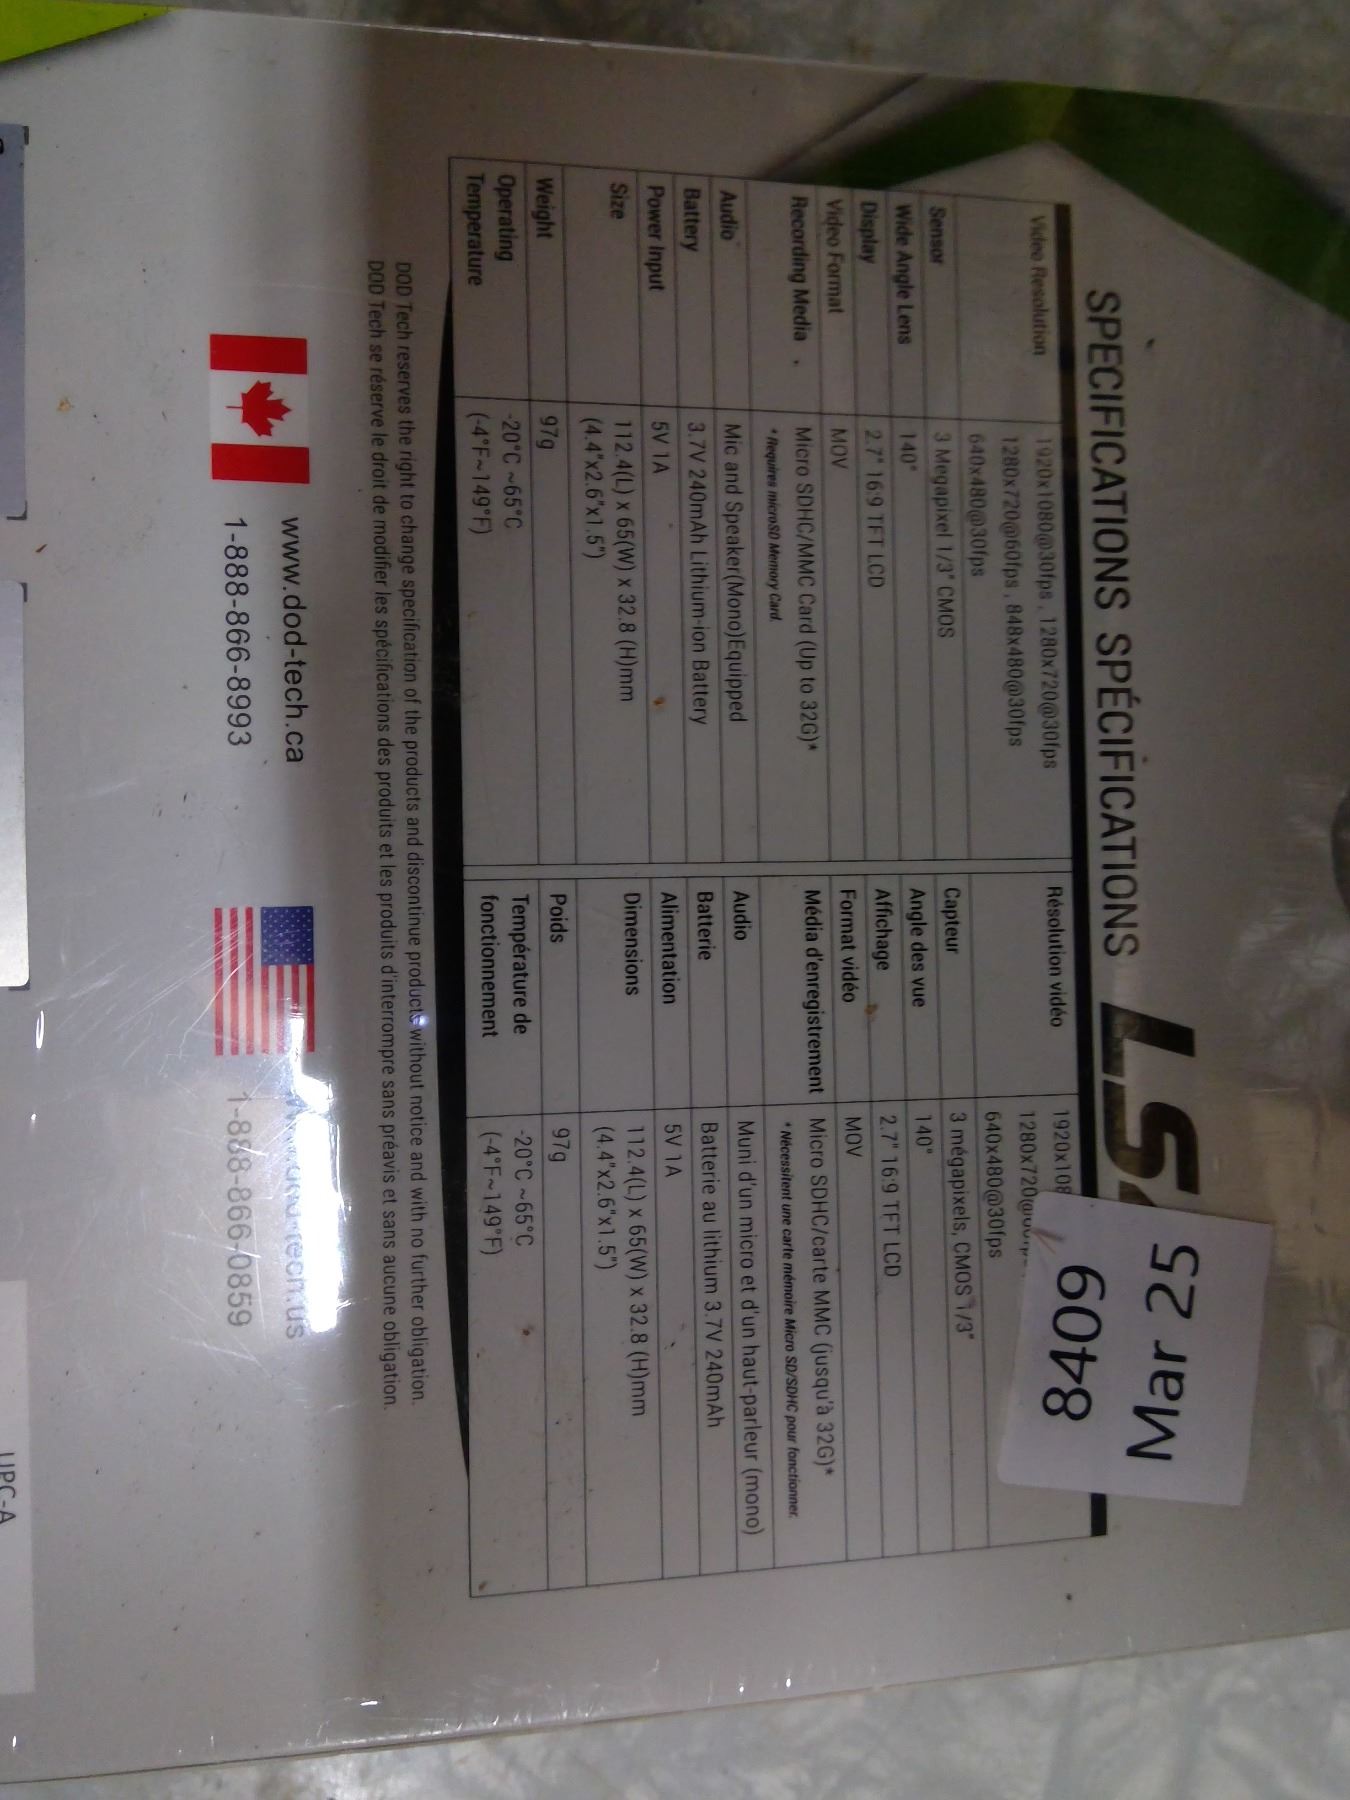 SPECIFICATIONS SPÉCIFICATIONS
Mar 25
8409
Video Resolution
1920x1080@30fps , 1280x720@30fps
1280x720@60fps , 848x480@30fps
640x480@30fps
Sensor
3 Megapixel 1/3" CMOS
Wide Angle Lens
140°
Display
2.7" 16:9 TFT LCD
Video Format
MOV
Recording Media
Micro SDHC/MMC Card (Up to 32G)*
* Requires microSD Memory Card.
Audio
Mic and Speaker(Mono)Equipped
Battery
3.7V 240mAh Lithium-ion Battery
Power Input
5V 1A
Size
112.4(L) x 65(W) x 32.8 (H)mm
(4.4"x2.6"x1.5")
Weight
97g
Operating
Temperature
-20°C ~65°C
(-4°F~149°F)
Résolution vidéo
640x480@30fps
Capteur
3 mégapixels, CMOS 1/3"
Angle des vue
140°
Affichage
2.7" 16:9 TFT LCD
Format vidéo
MOV
Média d'enregistrement
Micro SDHC/carte MMC (jusqu'à 32G)*
* Nécessitent une carte mémoire Micro SD/SDHC pour fonctionner.
Audio
Muni d'un micro et d'un haut-parleur (mono)
Batterie
Batterie au lithium 3.7V 240mAh
Alimentation
5V 1A
Dimensions
112.4(L) x 65(W) x 32.8 (H)mm
(4.4"x2.6"x1.5")
Poids
97g
Température de
fonctionnement
-20°C ~65°C
(-4°F~149°F)
DOD Tech reserves the right to change specification of the products and discontinue products without notice and with no further obligation.
DOD Tech se réserve le droit de modifier les spécifications des produits et les produits d'interrompre sans préavis et sans aucune obligation.
www.dod-tech.ca
1-888-866-8993
1-888-866-0859
UPC-A